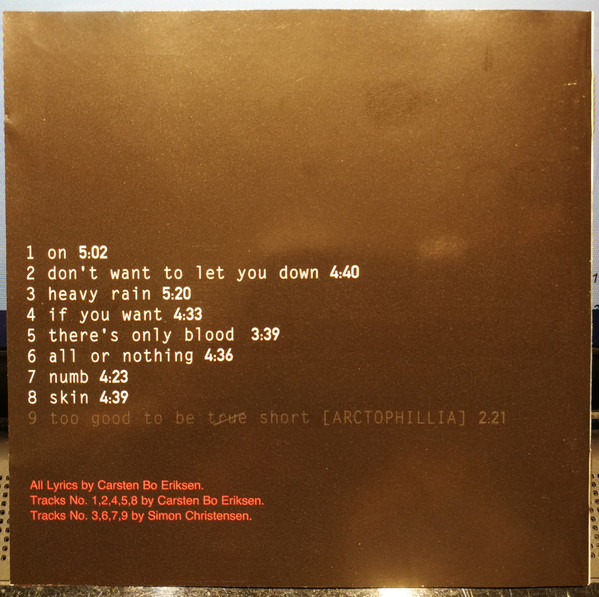 1 on 5:02
2 don't want to let you down 4:40
3 heavy rain 5:20
4 if you want 4:33
5 there's only blood 3:39
6 all or nothing 4:36
7 numb 4:23
8 skin 4:39
9 too good to be true short [ARCTOPHILLIA] 2.21
All Lyrics by Carsten Bo Eriksen.
Tracks No. 1,2,4,5,8 by Carsten Bo Eriksen.
Tracks No. 3,6,7,9 by Simon Christensen.